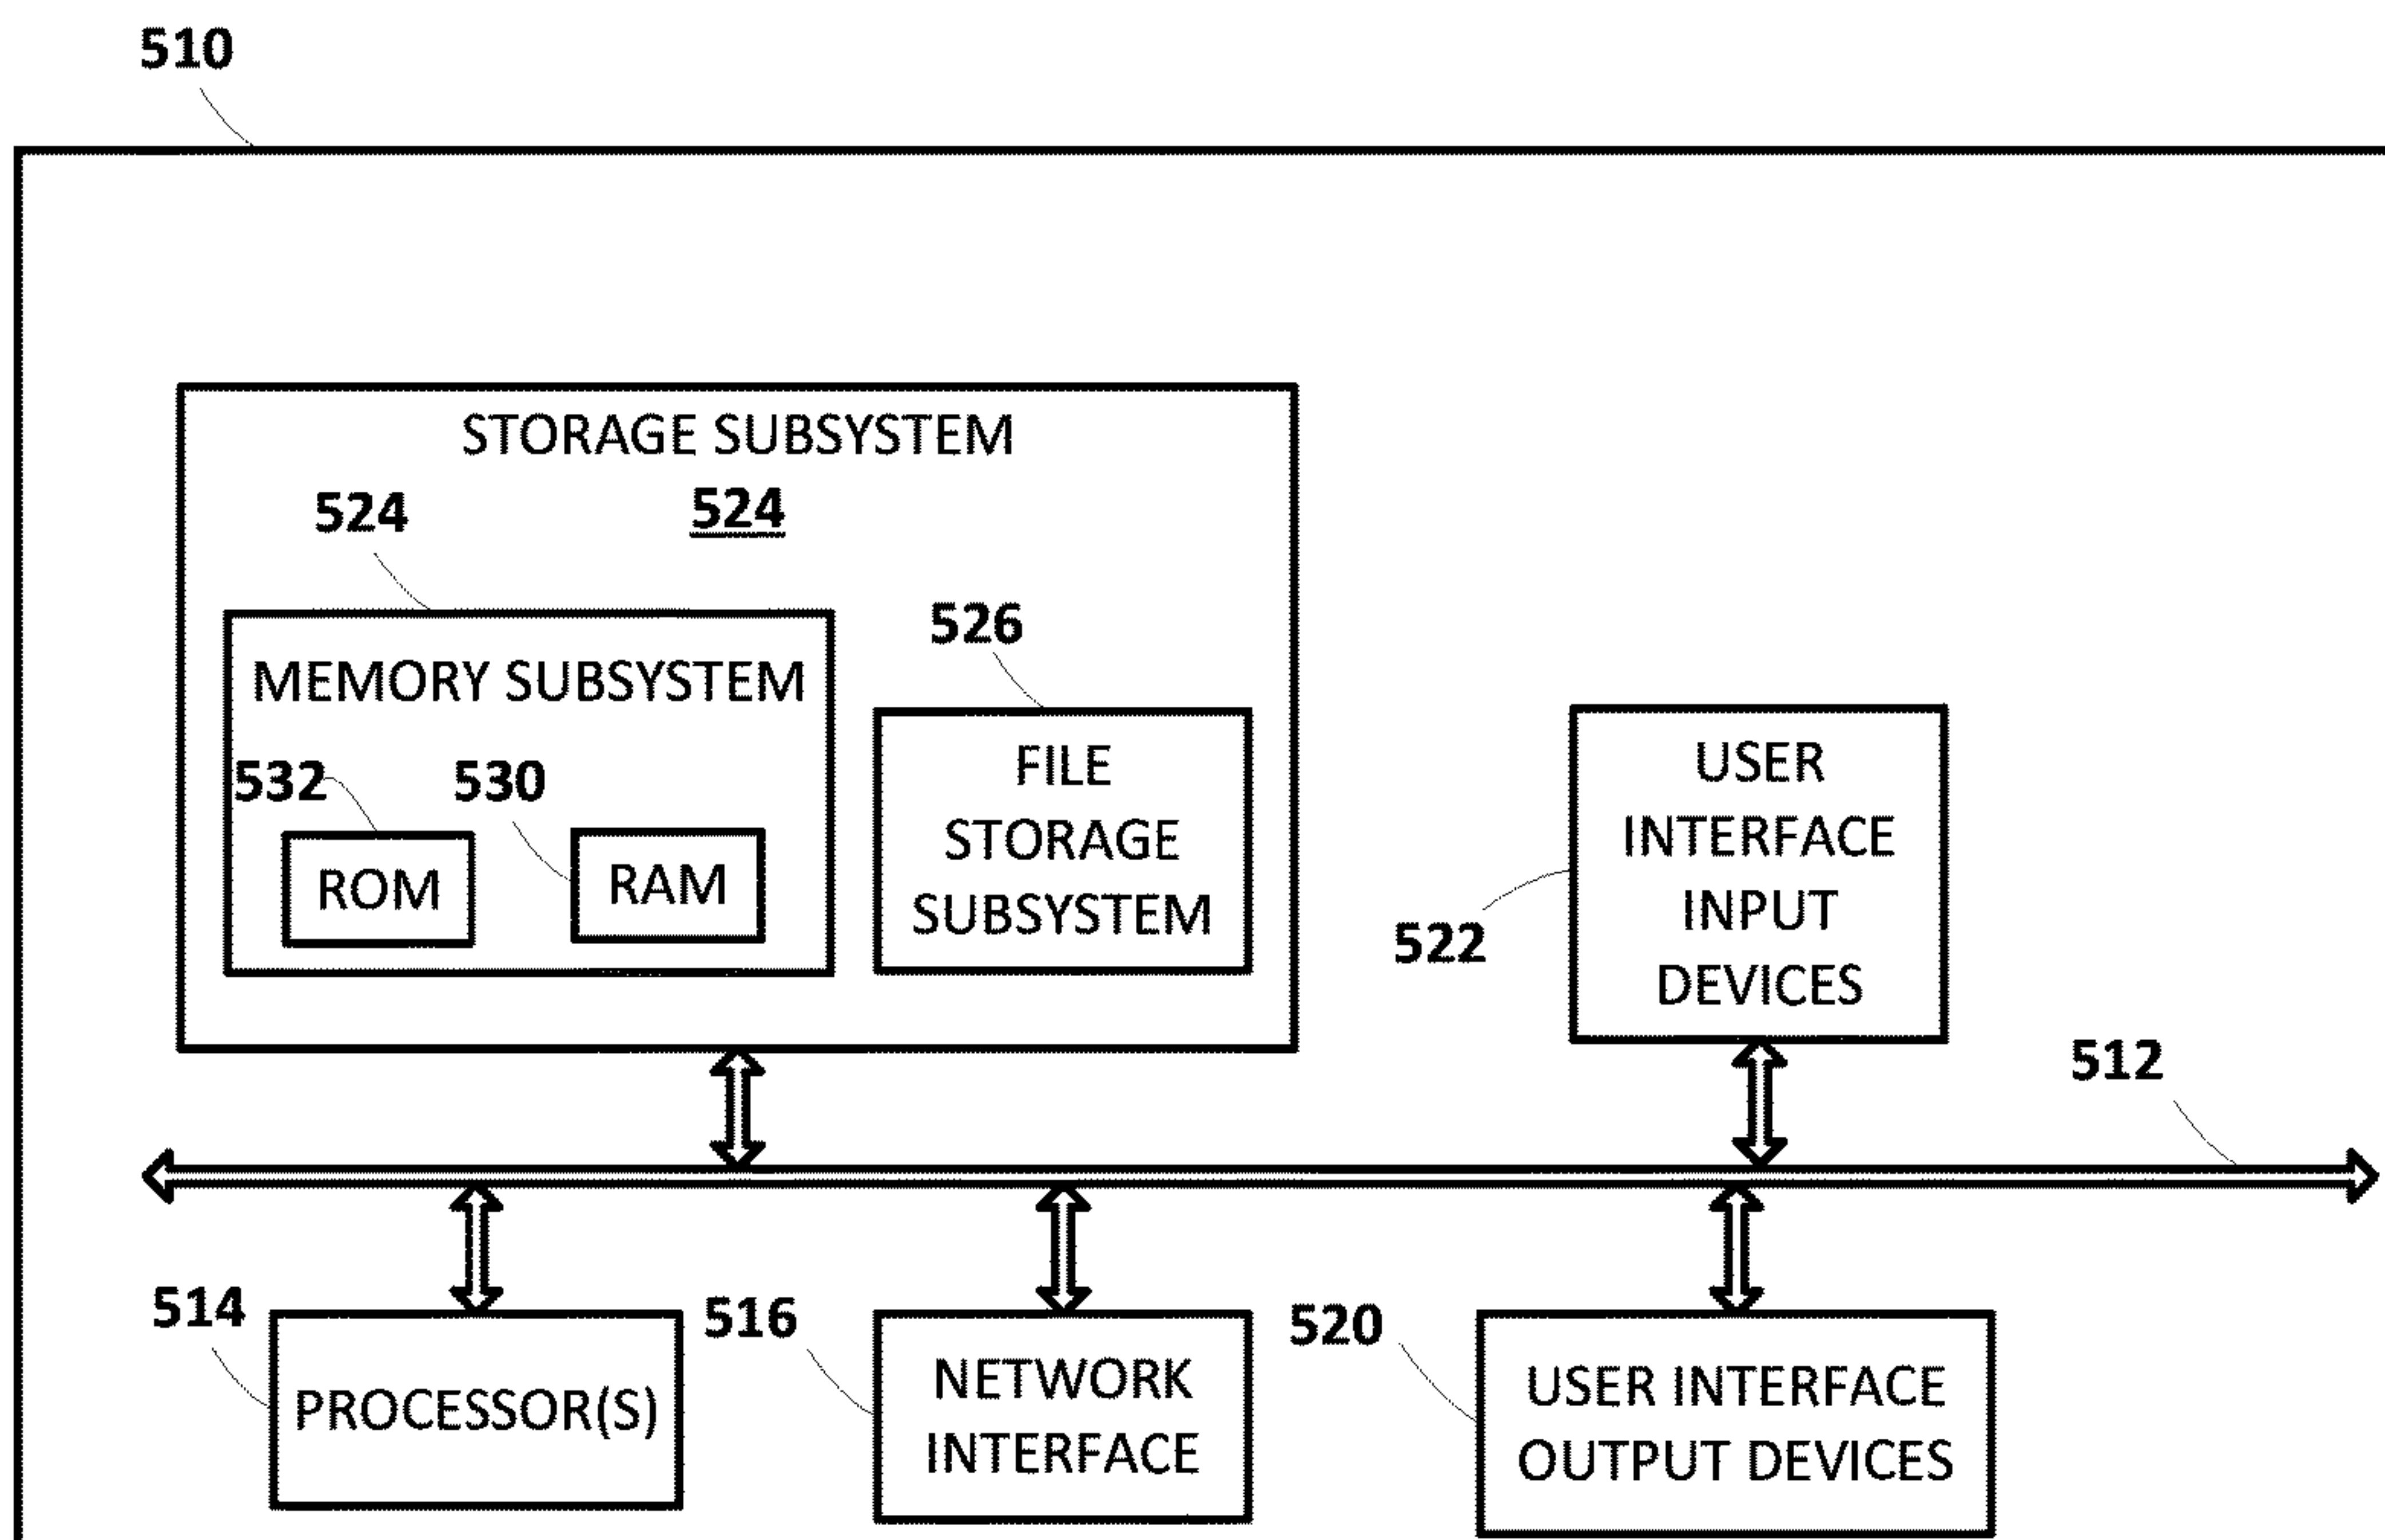 510
STORAGE SUBSYSTEM
524
524
MEMORY SUBSYSTEM
532
530
ROM
RAM
526
FILE
STORAGE
SUBSYSTEM
USER
INTERFACE
INPUT
DEVICES
522
512
514
PROCESSOR(S)
516
NETWORK
INTERFACE
520
USER INTERFACE
OUTPUT DEVICES